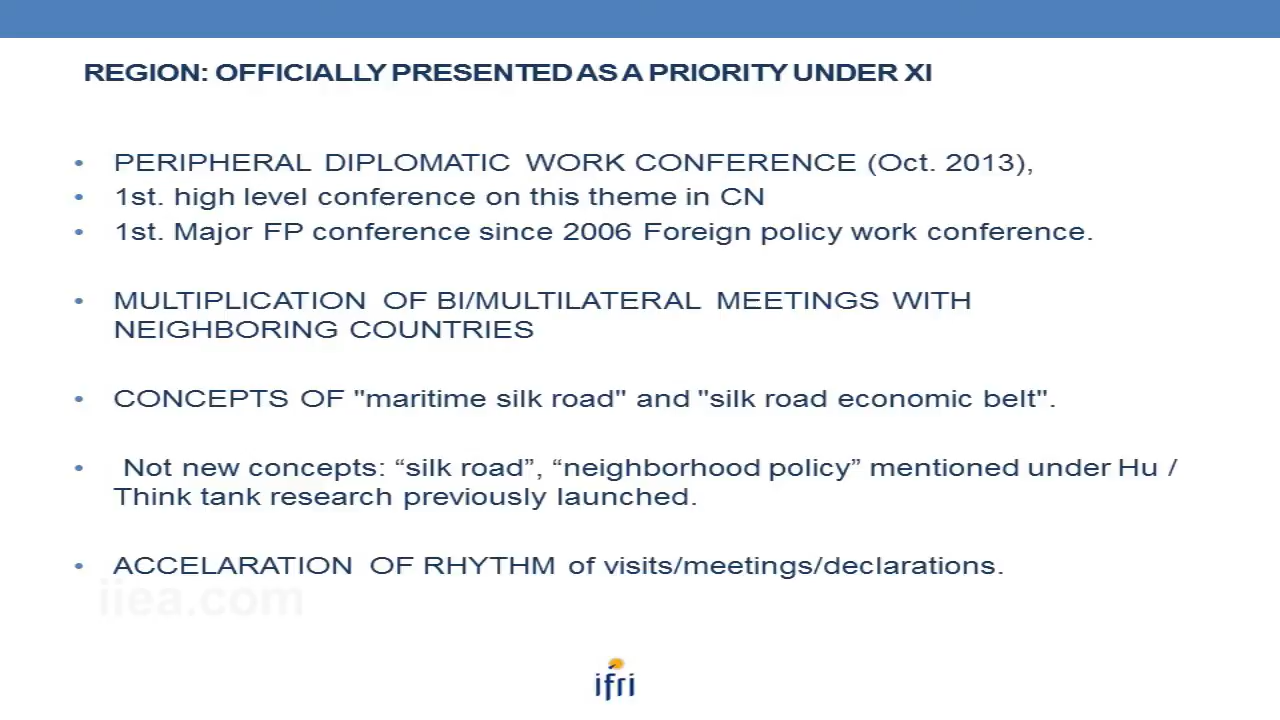 REGION: OFFICIALLY PRESENTED AS A PRIORITY UNDER XI
• PERIPHERAL DIPLOMATIC WORK CONFERENCE (Oct. 2013),
• 1st. high level conference on this theme in CN
• 1st. Major FP conference since 2006 Foreign policy work conference.
• MULTIPLICATION OF BI/MULTILATERAL MEETINGS WITH
NEIGHBORING COUNTRIES
• CONCEPTS OF "maritime silk road" and "silk road economic belt".
• Not new concepts: “silk road”, “neighborhood policy” mentioned under Hu /
Think tank research previously launched.
• ACCELARATION OF RHYTHM of visits/meetings/declarations.
iiea.com
ifri